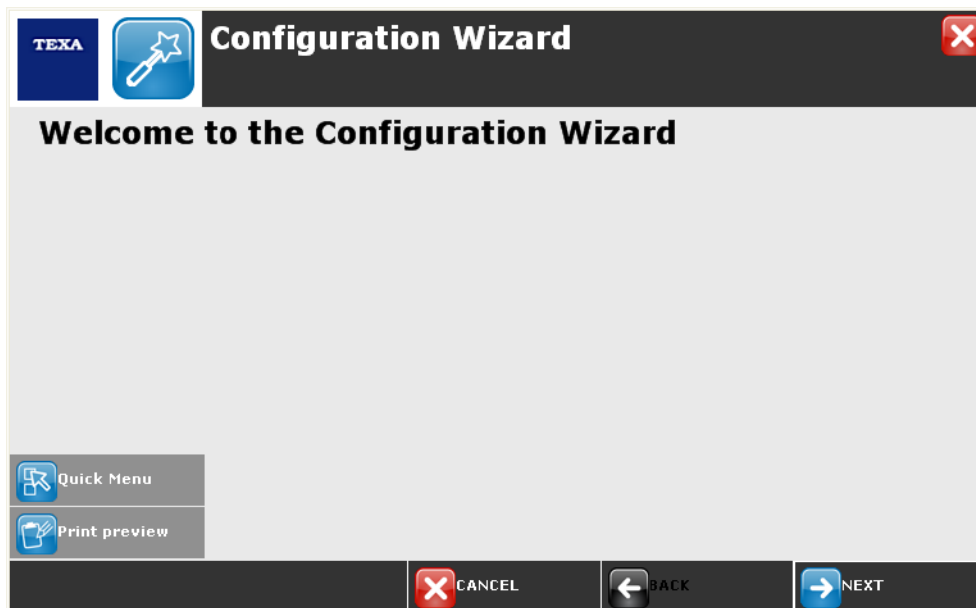 TEXA
Configuration Wizard
Welcome to the Configuration Wizard
Quick Menu
Print preview
CANCEL
BACK
NEXT